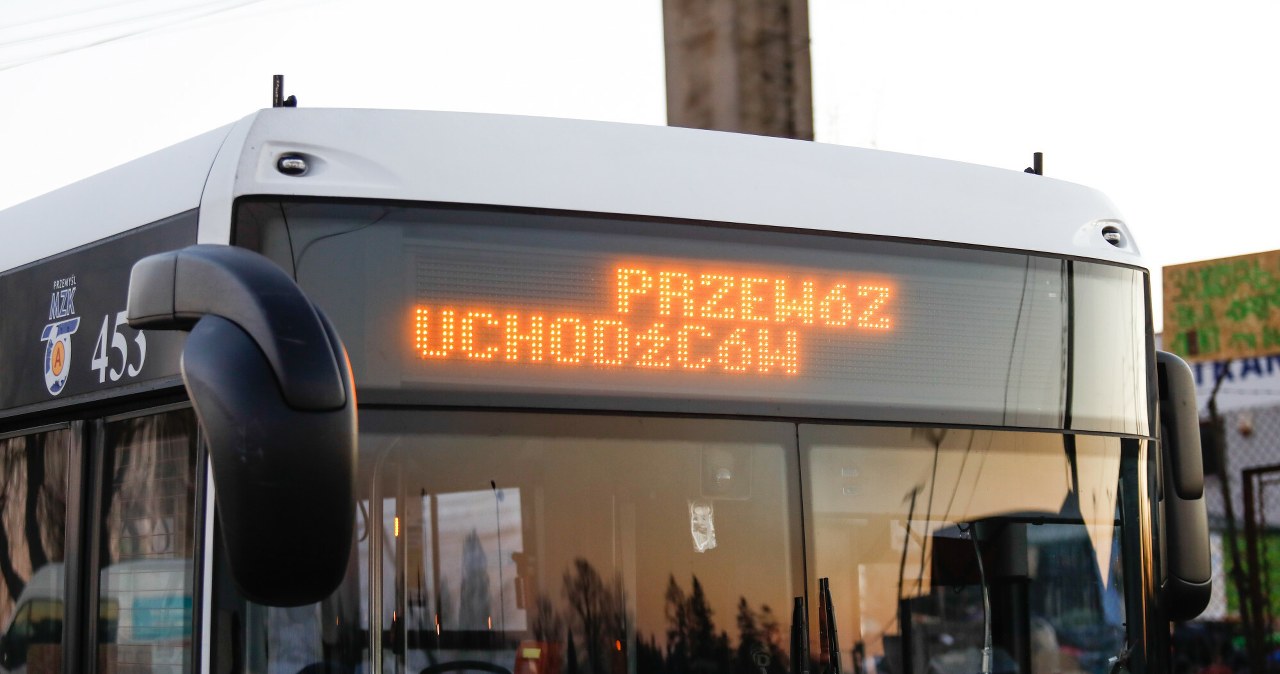 PRZEWóZ
UCHODźCóW
PRZEMYŚL
MZK
A
453